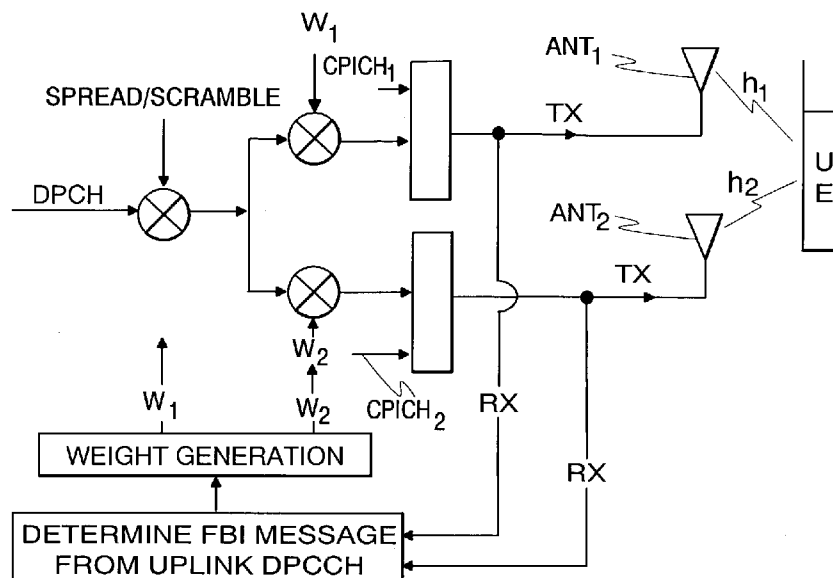 W1
CPICH1
ANT1
h1
SPREAD/SCRAMBLE
TX
DPCH
UE
h2
ANT2
TX
W2
W1
W2
CPICH2
RX
WEIGHT GENERATION
RX
DETERMINE FBI MESSAGE
FROM UPLINK DPCCH